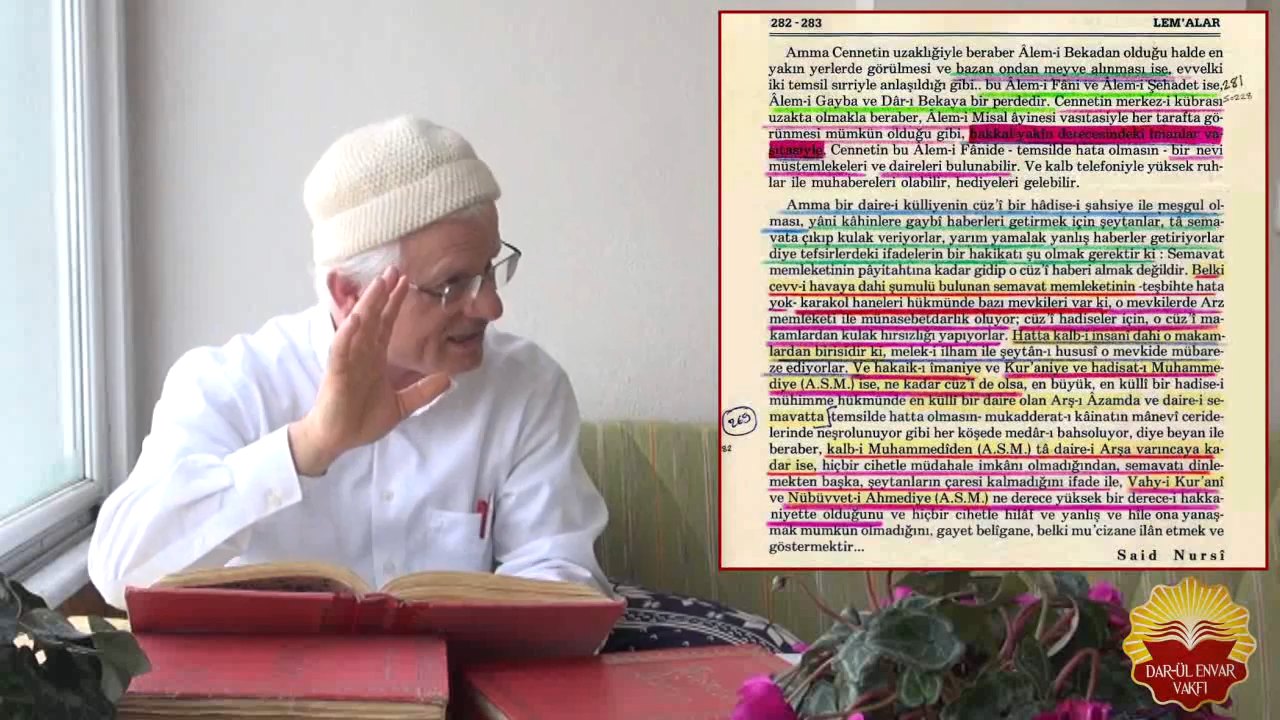 282 - 283 LEM'ALAR
Amma Cennetin uzaklığiyle beraber Âlem-i Bekadan olduğu halde en
yakın yerlerde görülmesi ve bazan ondan meyve alınması ise, evvelki
iki temsil sırriyle anlaşıldığı gibi.. bu Âlem-i Fâni ve Âlem-i Şehadet ise, 281
Âlem-i Gayba ve Dâr-ı Bekaya bir perdedir. Cennetin merkez-i kübrası
uzakta olmakla beraber, Âlem-i Misal âyinesi vasıtasiyle her tarafta gö-
rünmesi mümkün olduğu gibi, hakkal yakîn derecesindeki imanlar va-
sıtasiyle, Cennetin bu Âlem-i Fânide - temsilde hata olmasın - bir nevi
müstemlekeleri ve daireleri bulunabilir. Ve kalb telefoniyle yüksek ruh-
lar ile muhabereleri olabilir, hediyeleri gelebilir.
Amma bir daire-i külliyenin cüz'î bir hâdise-i şahsiye ile meşgul ol-
ması, yâni kâhinlere gaybî haberleri getirmek için şeytanlar, tâ sema-
vata çıkıp kulak veriyorlar, yarım yamalak yanlış haberler getiriyorlar
diye tefsirlerdeki ifadelerin bir hakikatı şu olmak gerektir ki : Semavat
memleketinin pâyitahtına kadar gidip o cüz'î haberi almak değildir. Belki
cevv-i havaya dahi şumulü bulunan semavat memleketinin -teşbihte hata
yok- karakol haneleri hükmünde bazı mevkileri var ki, o mevkilerde Arz
memleketi ile münasebetdarlık oluyor; cüz'î hadiseler için, o cüz'î ma-
kamlardan kulak hırsızlığı yapıyorlar. Hatta kalb-i insanî dahi o makam-
lardan birisidir ki, melek-i ilham ile şeytân-ı hususî o mevkide mübare-
ze ediyorlar. Ve hakaik-ı imaniye ve Kur'aniye ve hadisat-ı Muhamme-
diye (A.S.M.) ise, ne kadar cüz'î de olsa, en büyük, en küllî bir hadise-i
mühimme hükmünde en küllî bir daire olan Arş-ı Âzamda ve daire-i se-
269 mavatta temsilde hatta olmasın- mukadderat-ı kâinatın mânevî ceride-
lerinde neşrolunuyor gibi her köşede medâr-ı bahsoluyor, diye beyan ile
82 beraber, kalb-i Muhammedîden (A.S.M.) tâ daire-i Arşa varıncaya ka-
dar ise, hiçbir cihetle müdahale imkânı olmadığından, semavatı dinle-
mekten başka, şeytanların çaresi kalmadığını ifade ile, Vahy-i Kur'anî
ve Nübüvvet-i Ahmediye (A.S.M.) ne derece yüksek bir derece-i hakka-
niyette olduğunu ve hiçbir cihetle hilâf ve yanlış ve hîle ona yanaş-
mak mümkün olmadığını, gayet belîgane, belki mu'cizane ilân etmek ve
göstermektir...
Said Nursî
DAR-ÜL ENVAR
VAKFI